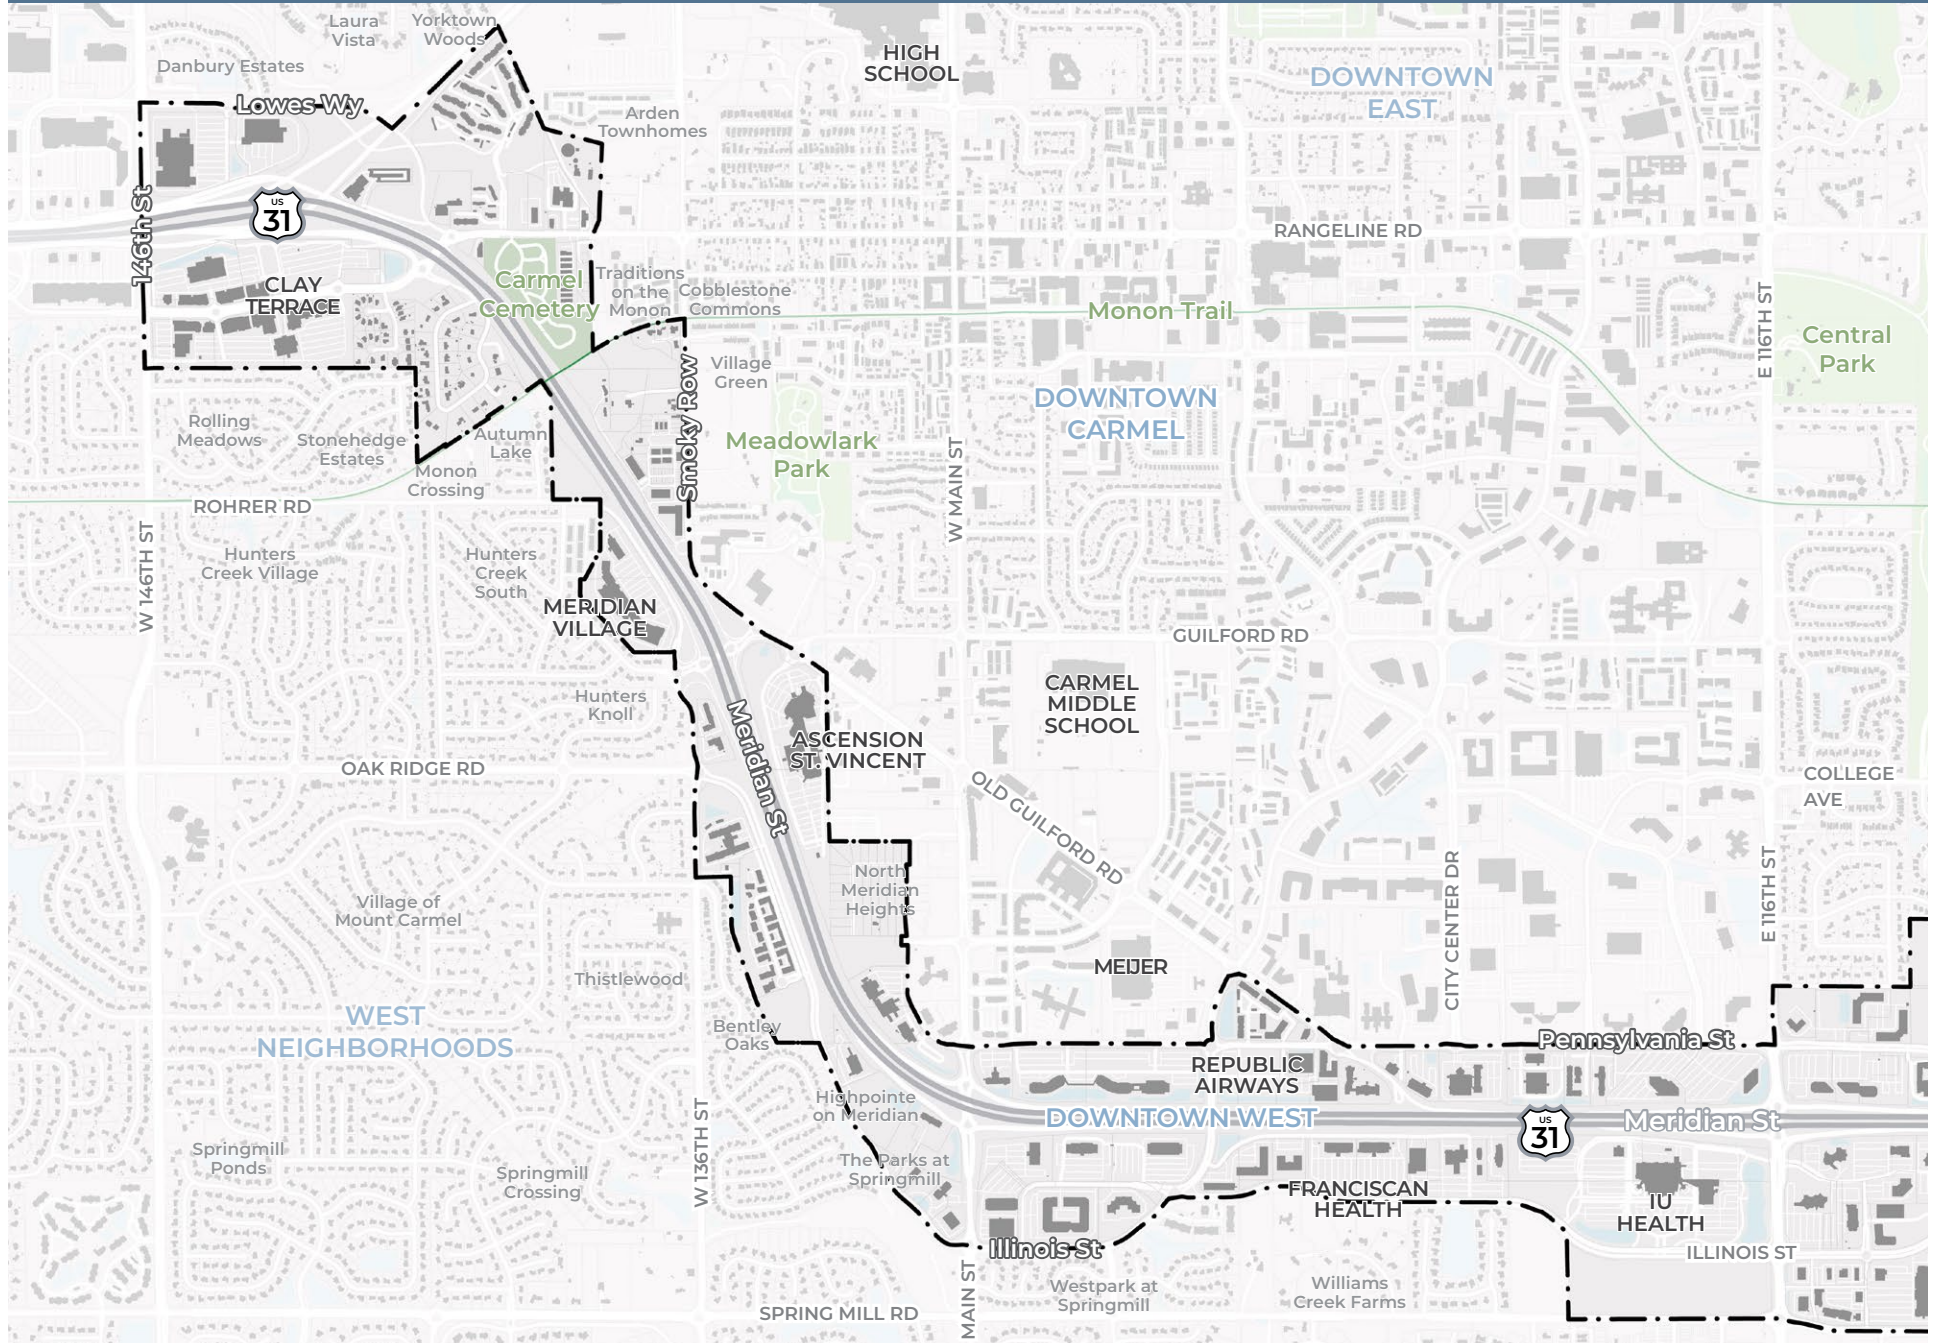 Laura
Vista
Yorktown
Woods
Danbury Estates
HIGH
SCHOOL
DOWNTOWN
EAST
Lowes Wy
Arden
Townhomes
146th St
US
31
RANGELINE RD
CLAY
TERRACE
Carmel
Cemetery
Traditions
on the
Monon
Cobblestone
Commons
Monon Trail
E 116TH ST
Central
Park
Village
Green
Smoky Row
DOWNTOWN
CARMEL
Rolling
Meadows
Stonehedge
Estates
Autumn
Lake
Monon
Crossing
Meadowlark
Park
W MAIN ST
ROHRER RD
W 146TH ST
Hunters
Creek Village
Hunters
Creek
South
MERIDIAN
VILLAGE
GUILFORD RD
Hunters
Knoll
CARMEL
MIDDLE
SCHOOL
Meridian St
ASCENSION
ST. VINCENT
OAK RIDGE RD
COLLEGE
AVE
OLD GUILFORD RD
North
Meridian
Heights
Village of
Mount Carmel
CITY CENTER DR
E 116TH ST
Thistlewood
MEIJER
WEST
NEIGHBORHOODS
Bentley
Oaks
Pennsylvania St
REPUBLIC
AIRWAYS
Highpointe
on Meridian
DOWNTOWN WEST
US
31
Meridian St
W 136TH ST
Springmill
Ponds
Springmill
Crossing
The Parks at
Springmill
FRANCISCAN
HEALTH
IU
HEALTH
Illinois St
ILLINOIS ST
MAIN ST
Westpark at
Springmill
Williams
Creek Farms
SPRING MILL RD